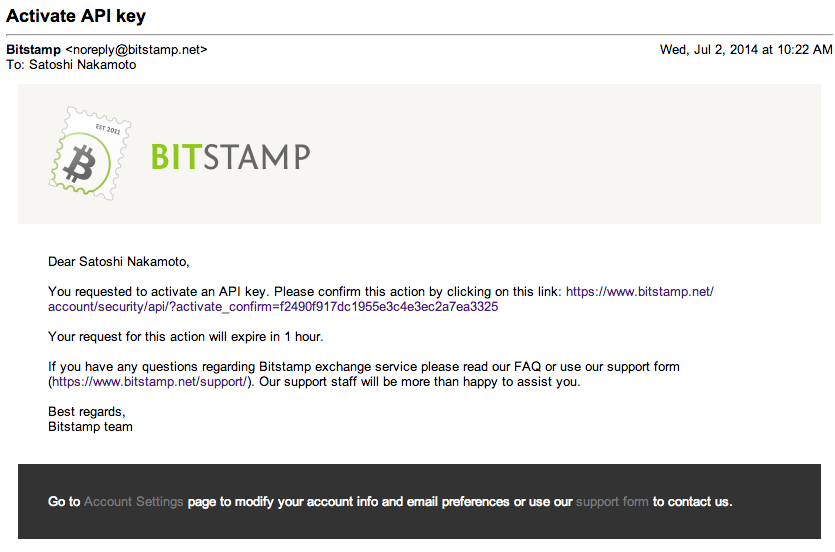 Activate API key
Bitstamp <noreply@bitstamp.net>
Wed, Jul 2, 2014 at 10:22 AM
To: Satoshi Nakamoto
EST 2011
BITSTAMP
Dear Satoshi Nakamoto,
You requested to activate an API key. Please confirm this action by clicking on this link: https://www.bitstamp.net/
account/security/api/?activate_confirm=f2490f917dc1955e3c4e3ec2a7ea3325
Your request for this action will expire in 1 hour.
If you have any questions regarding Bitstamp exchange service please read our FAQ or use our support form
(https://www.bitstamp.net/support/). Our support staff will be more than happy to assist you.
Best regards,
Bitstamp team
Go to Account Settings page to modify your account info and email preferences or use our support form to contact us.